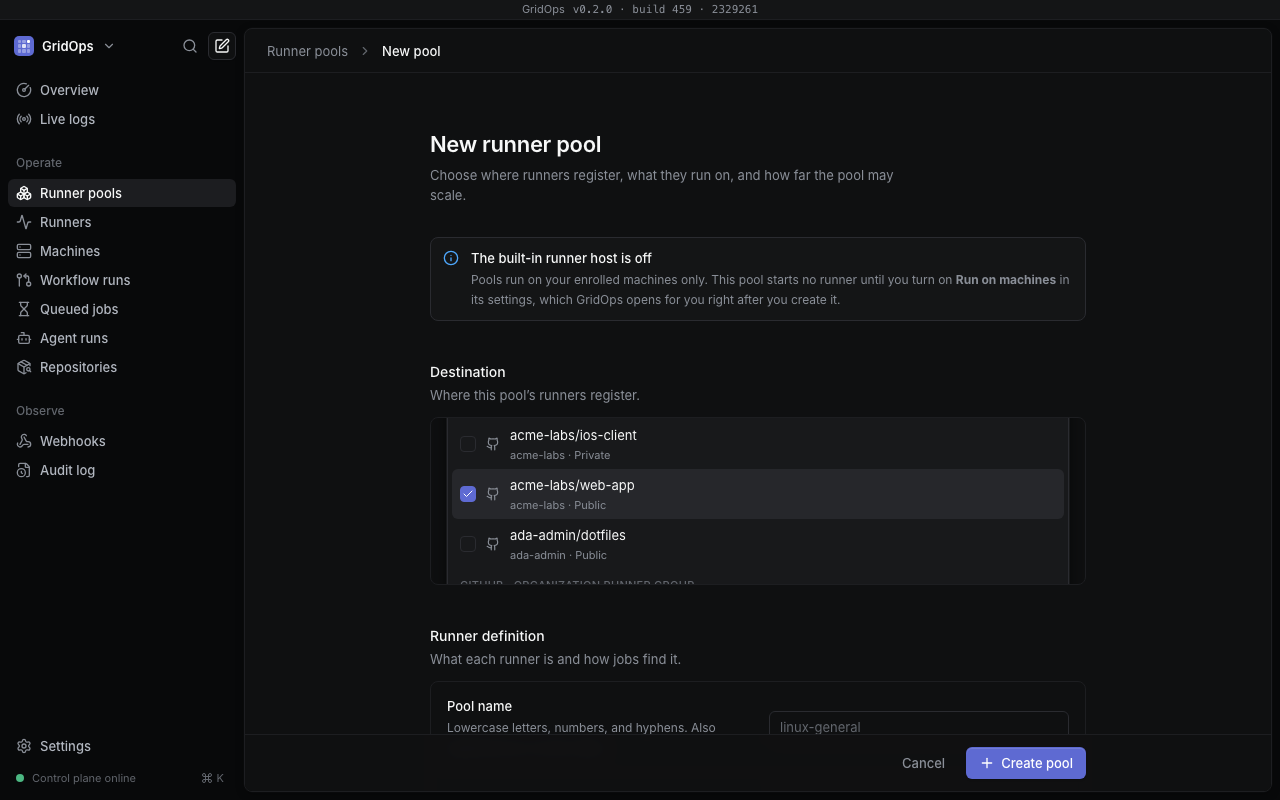 GridOps v0.2.0 · build 459 · 2329261
GridOps
Overview
Live logs
Operate
Runner pools
Runners
Machines
Workflow runs
Queued jobs
Agent runs
Repositories
Observe
Webhooks
Audit log
Settings
Control plane online
⌘ K
Runner pools
New pool
New runner pool
Choose where runners register, what they run on, and how far the pool may
scale.
The built-in runner host is off
Pools run on your enrolled machines only. This pool starts no runner until you turn on Run on machines in
its settings, which GridOps opens for you right after you create it.
Destination
Where this pool's runners register.
acme-labs/ios-client
acme-labs · Private
acme-labs/web-app
acme-labs · Public
ada-admin/dotfiles
ada-admin · Public
GITHUB · ORGANIZATION RUNNER GROUP
Runner definition
What each runner is and how jobs find it.
Pool name
Lowercase letters, numbers, and hyphens. Also
linux-general
Cancel
Create pool